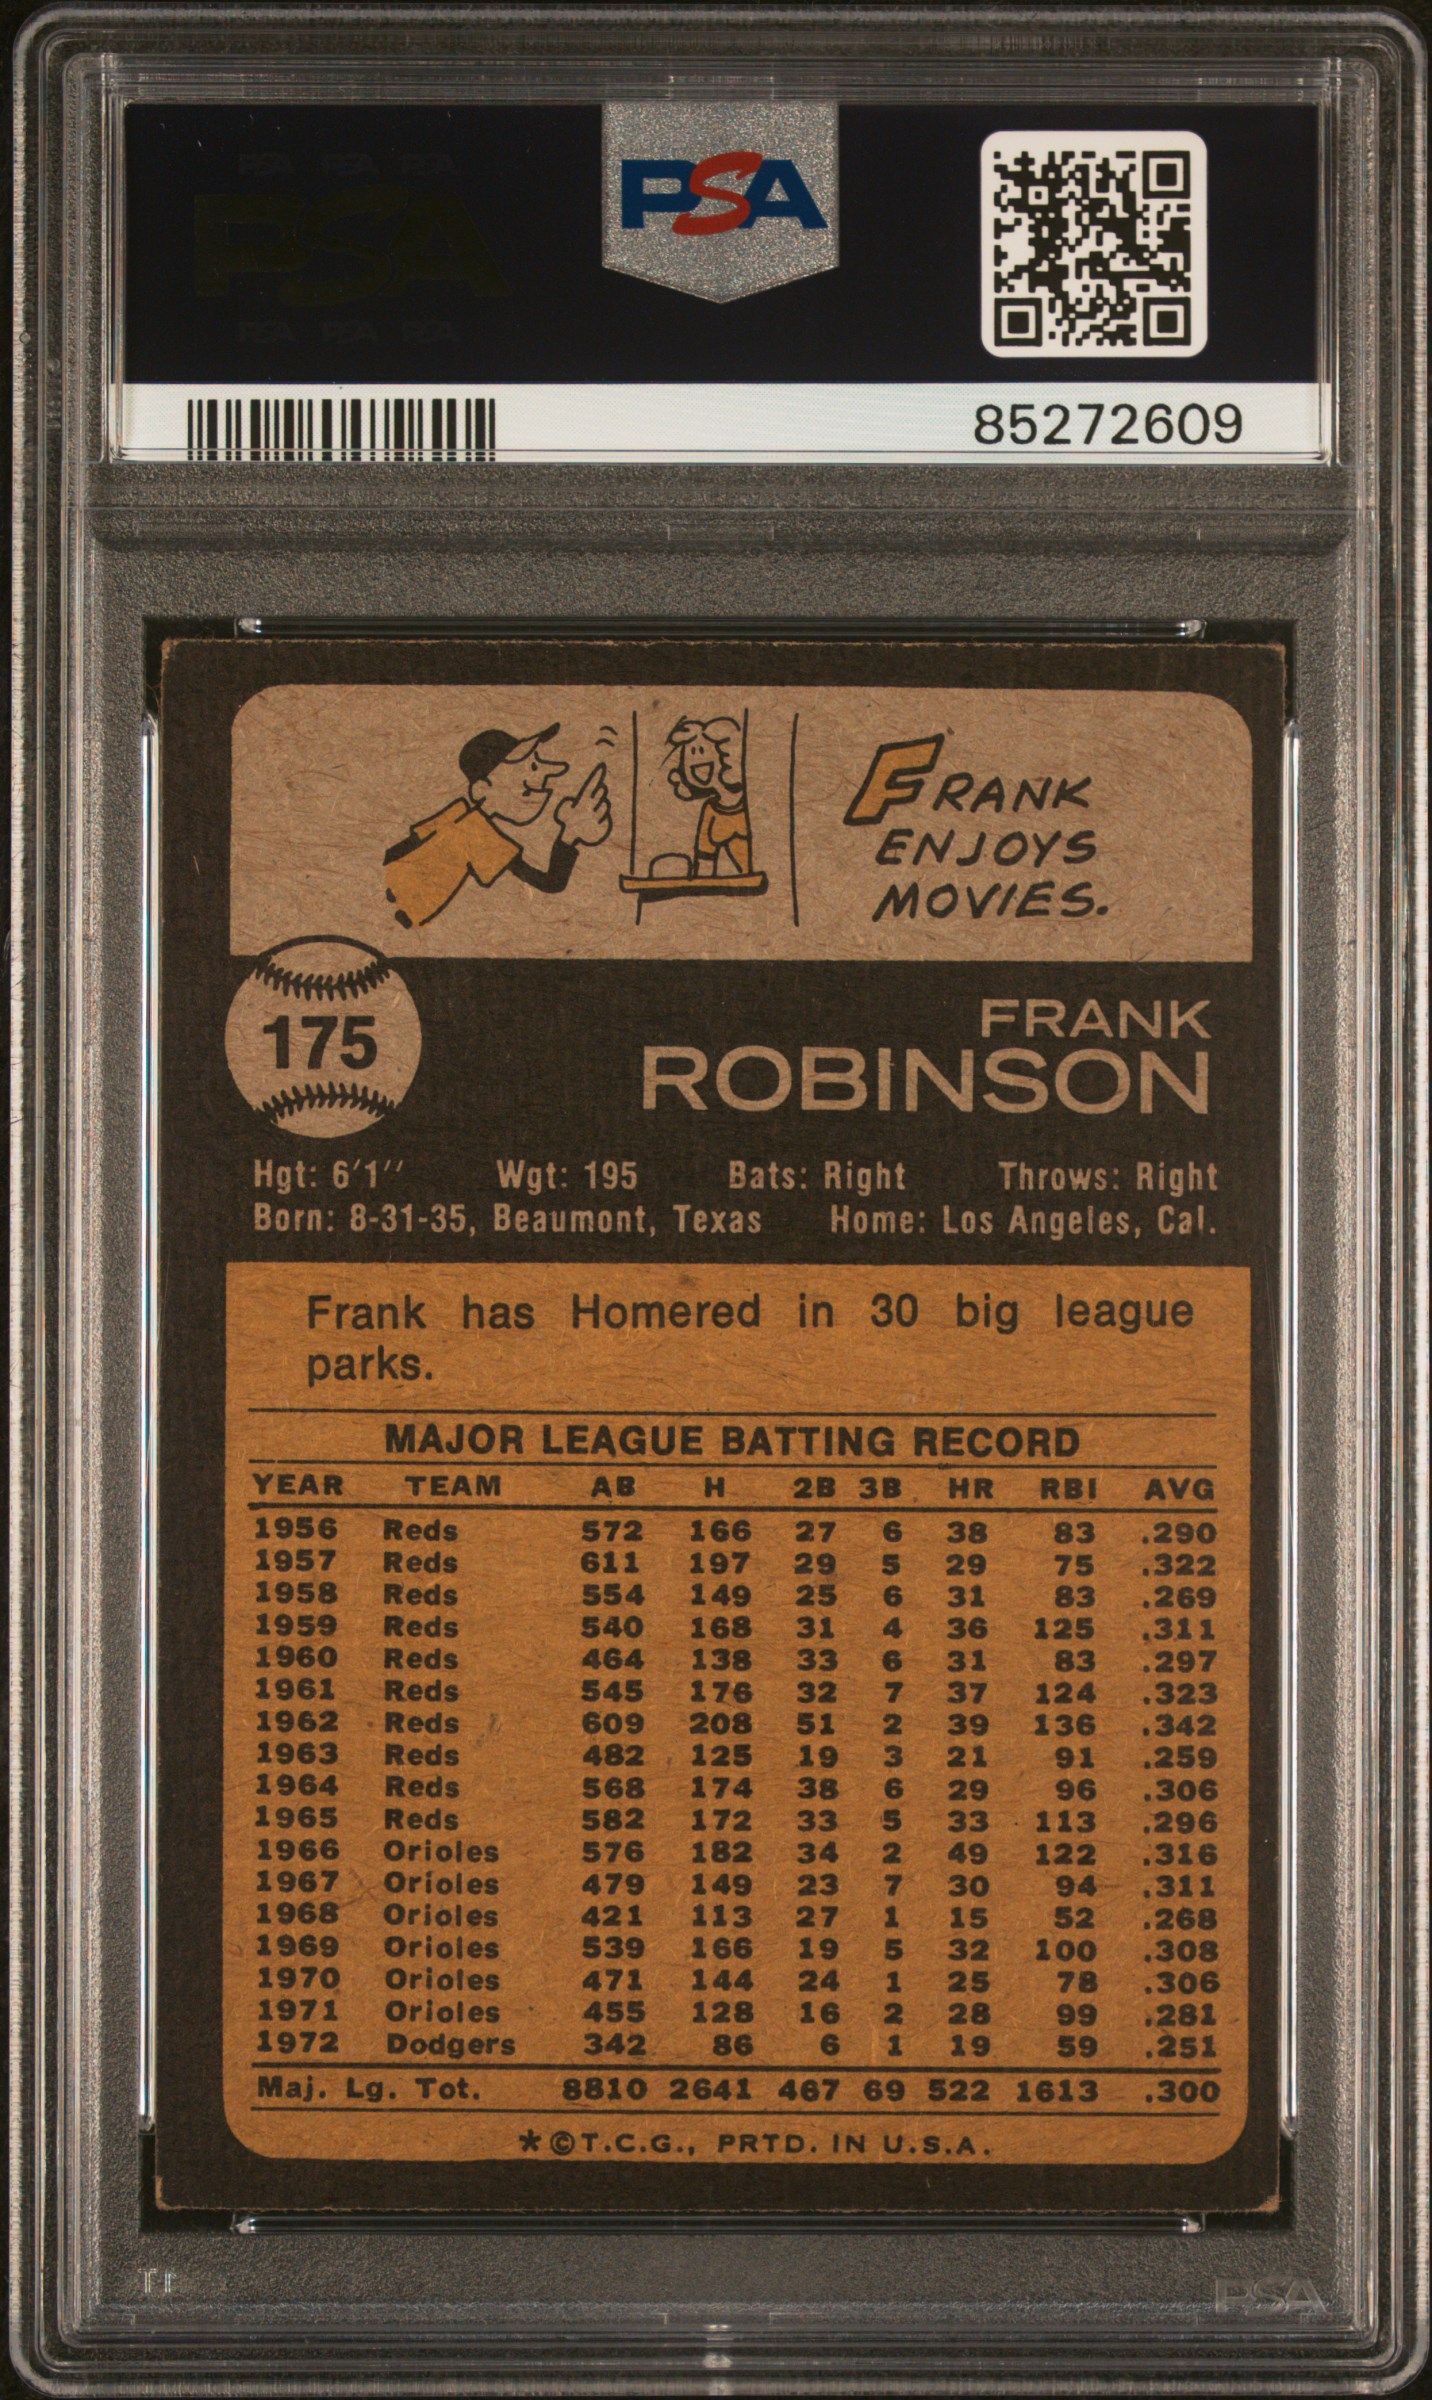 PSA PSA PSA
PSA
PSA
PSA PSA PSA
85272609
FRANK
ENJOYS
MOVIES.
175
FRANK
ROBINSON
Hgt: 6'1'' Wgt: 195 Bats: Right Throws: Right
Born: 8-31-35, Beaumont, Texas Home: Los Angeles, Cal.
Frank has Homered in 30 big league
parks.
MAJOR LEAGUE BATTING RECORD
YEAR TEAM AB H 2B 3B HR RBI AVG
1956 Reds 572 166 27 6 38 83 .290
1957 Reds 611 197 29 5 29 75 .322
1958 Reds 554 149 25 6 31 83 .269
1959 Reds 540 168 31 4 36 125 .311
1960 Reds 464 138 33 6 31 83 .297
1961 Reds 545 176 32 7 37 124 .323
1962 Reds 609 208 51 2 39 136 .342
1963 Reds 482 125 19 3 21 91 .259
1964 Reds 568 174 38 6 29 96 .306
1965 Reds 582 172 33 5 33 113 .296
1966 Orioles 576 182 34 2 49 122 .316
1967 Orioles 479 149 23 7 30 94 .311
1968 Orioles 421 113 27 1 15 52 .268
1969 Orioles 539 166 19 5 32 100 .308
1970 Orioles 471 144 24 1 25 78 .306
1971 Orioles 455 128 16 2 28 99 .281
1972 Dodgers 342 86 6 1 19 59 .251
Maj. Lg. Tot. 8810 2641 467 69 522 1613 .300
*©T.C.G., PRTD. IN U.S.A.
PSA